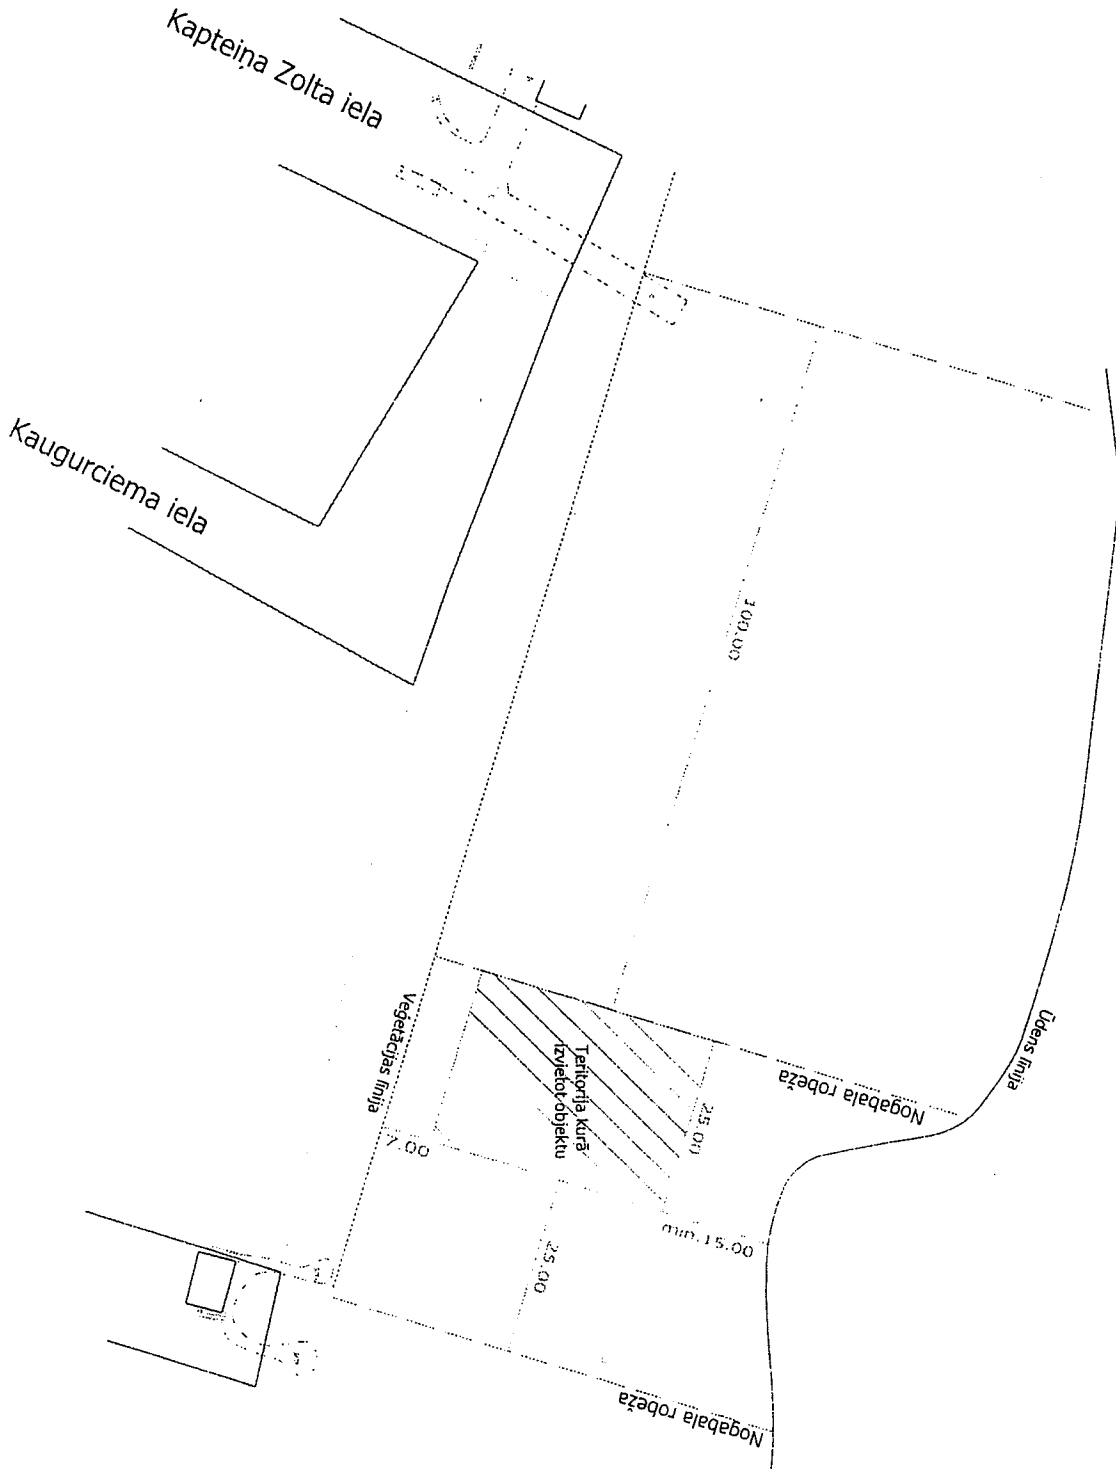 Kapteiņa Zolta iela
Kaugurciema iela
100.00
Veģetācijas līnija
Ūdens līnija
Teritorija kurā
izvietot objektu
Nogabala robeža
25.00
7.00
min.15.00
25.00
Nogabala robeža